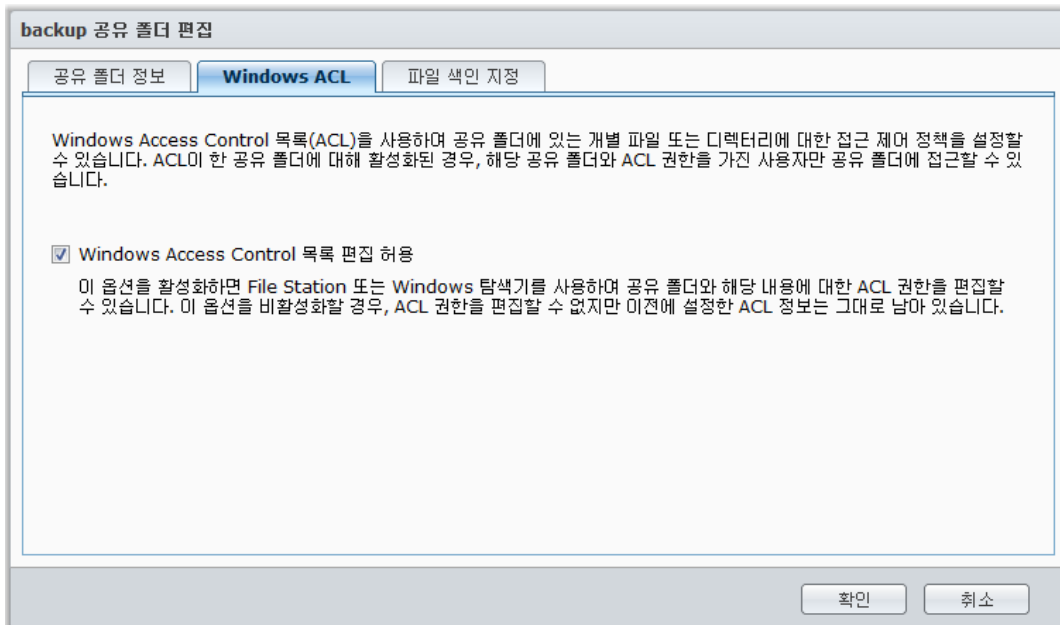 backup 공유 폴더 편집
공유 폴더 정보 Windows ACL 파일 색인 지정
Windows Access Control 목록(ACL)을 사용하여 공유 폴더에 있는 개별 파일 또는 디렉터리에 대한 접근 제어 정책을 설정할
수 있습니다. ACL이 한 공유 폴더에 대해 활성화된 경우, 해당 공유 폴더와 ACL 권한을 가진 사용자만 공유 폴더에 접근할 수 있
습니다.
Windows Access Control 목록 편집 허용
이 옵션을 활성화하면 File Station 또는 Windows 탐색기를 사용하여 공유 폴더와 해당 내용에 대한 ACL 권한을 편집할
수 있습니다. 이 옵션을 비활성화할 경우, ACL 권한을 편집할 수 없지만 이전에 설정한 ACL 정보는 그대로 남아 있습니다.
확인 취소